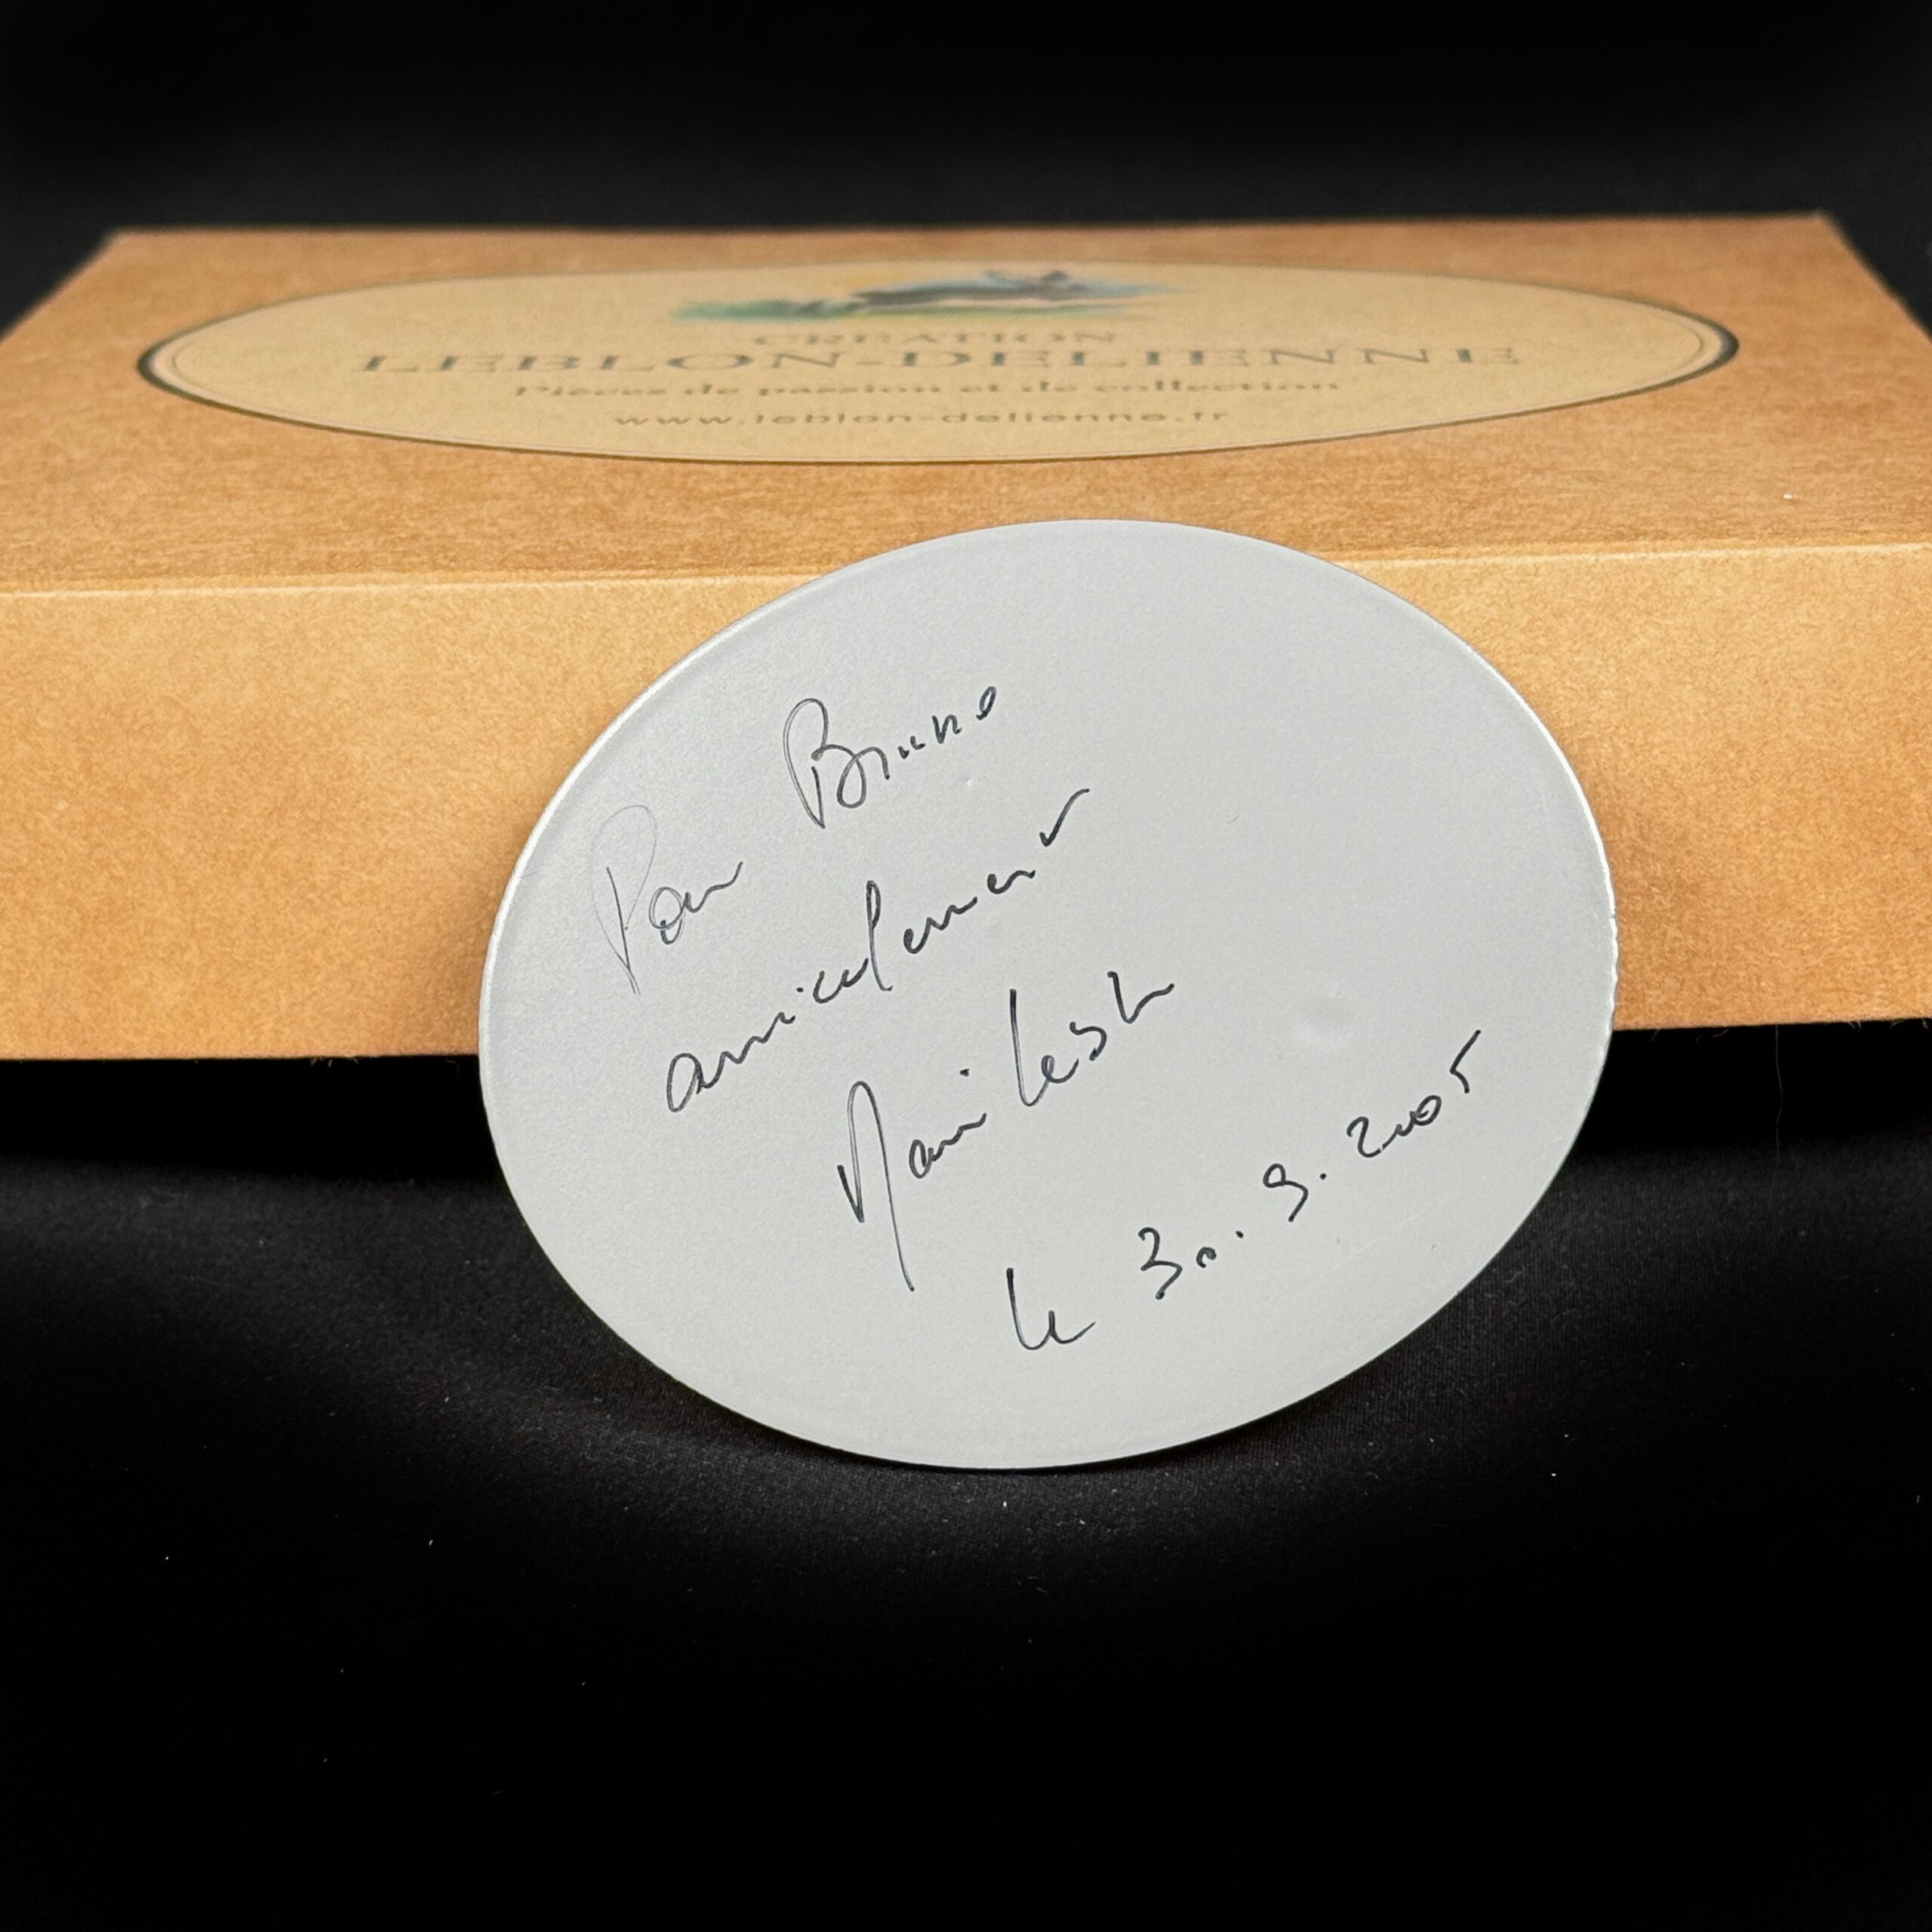 CREATION
LEBLON-DELIENNE
Pièces de passion et de collection
www.leblon-delienne.fr
Pour Bruno
amicalement
le 30.9.2005